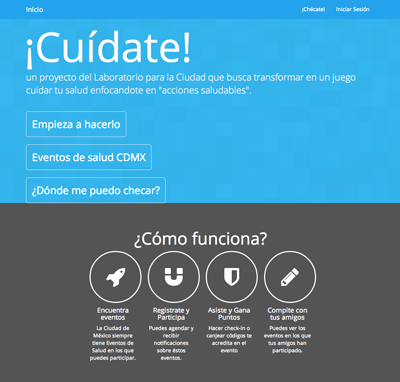 Inicio
¡Chécate!
Iniciar Sesión
¡Cuídate!
un proyecto del Laboratorio para la Ciudad que busca transformar en un juego
cuidar tu salud enfocandote en "acciones saludables".
Empieza a hacerlo
Eventos de salud CDMX
¿Dónde me puedo checar?
¿Cómo funciona?
Encuentra
eventos
La Ciudad de
México siempre
tiene Eventos de
Salud en los que
puedes participar.
Regístrate y
Participa
Puedes agendar y
recibir
notificaciones
sobre éstos
eventos.
Asiste y Gana
Puntos
Hacer check-in o
canjear códigos te
acredita en el
evento
Compite con
tus amigos
Puedes ver los
eventos en los que
tus amigos han
participado.